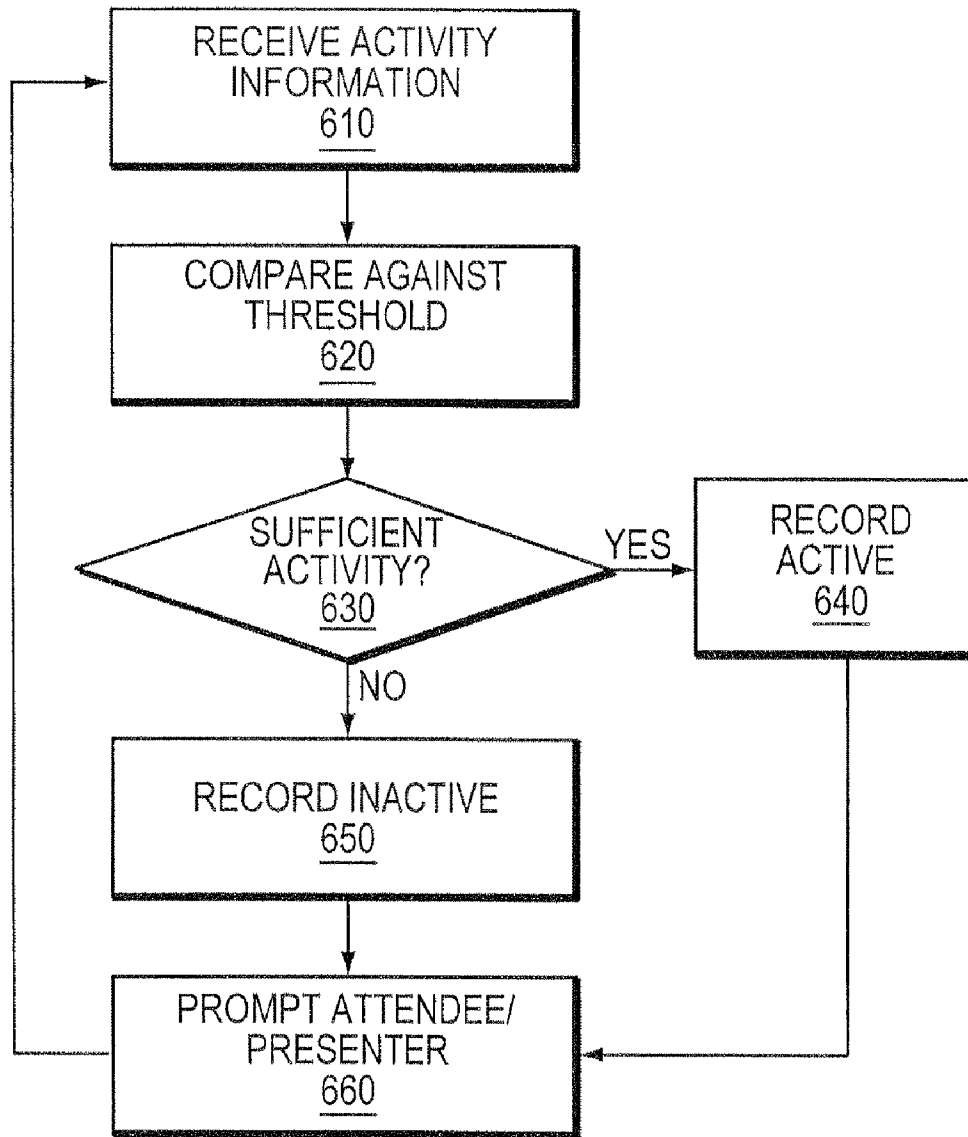 RECEIVE ACTIVITY
INFORMATION
610
COMPARE AGAINST
THRESHOLD
620
SUFFICIENT
ACTIVITY?
630
YES
RECORD
ACTIVE
640
NO
RECORD INACTIVE
650
PROMPT ATTENDEE/
PRESENTER
660